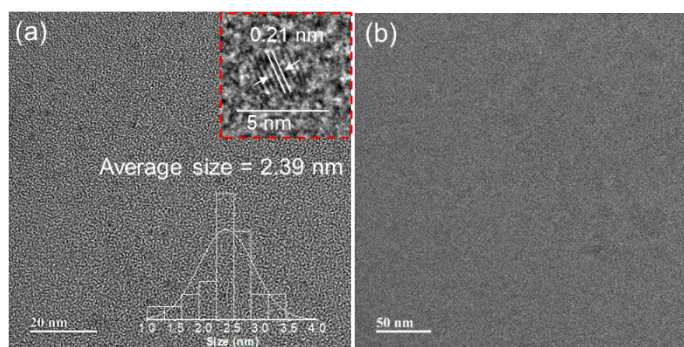 (a)
0.21 nm
5 nm
Average size = 2.39 nm
20 nm
1.0 1.5 2.0 2.5 3.0 3.5 4.0
Size (nm)
(b)
50 nm